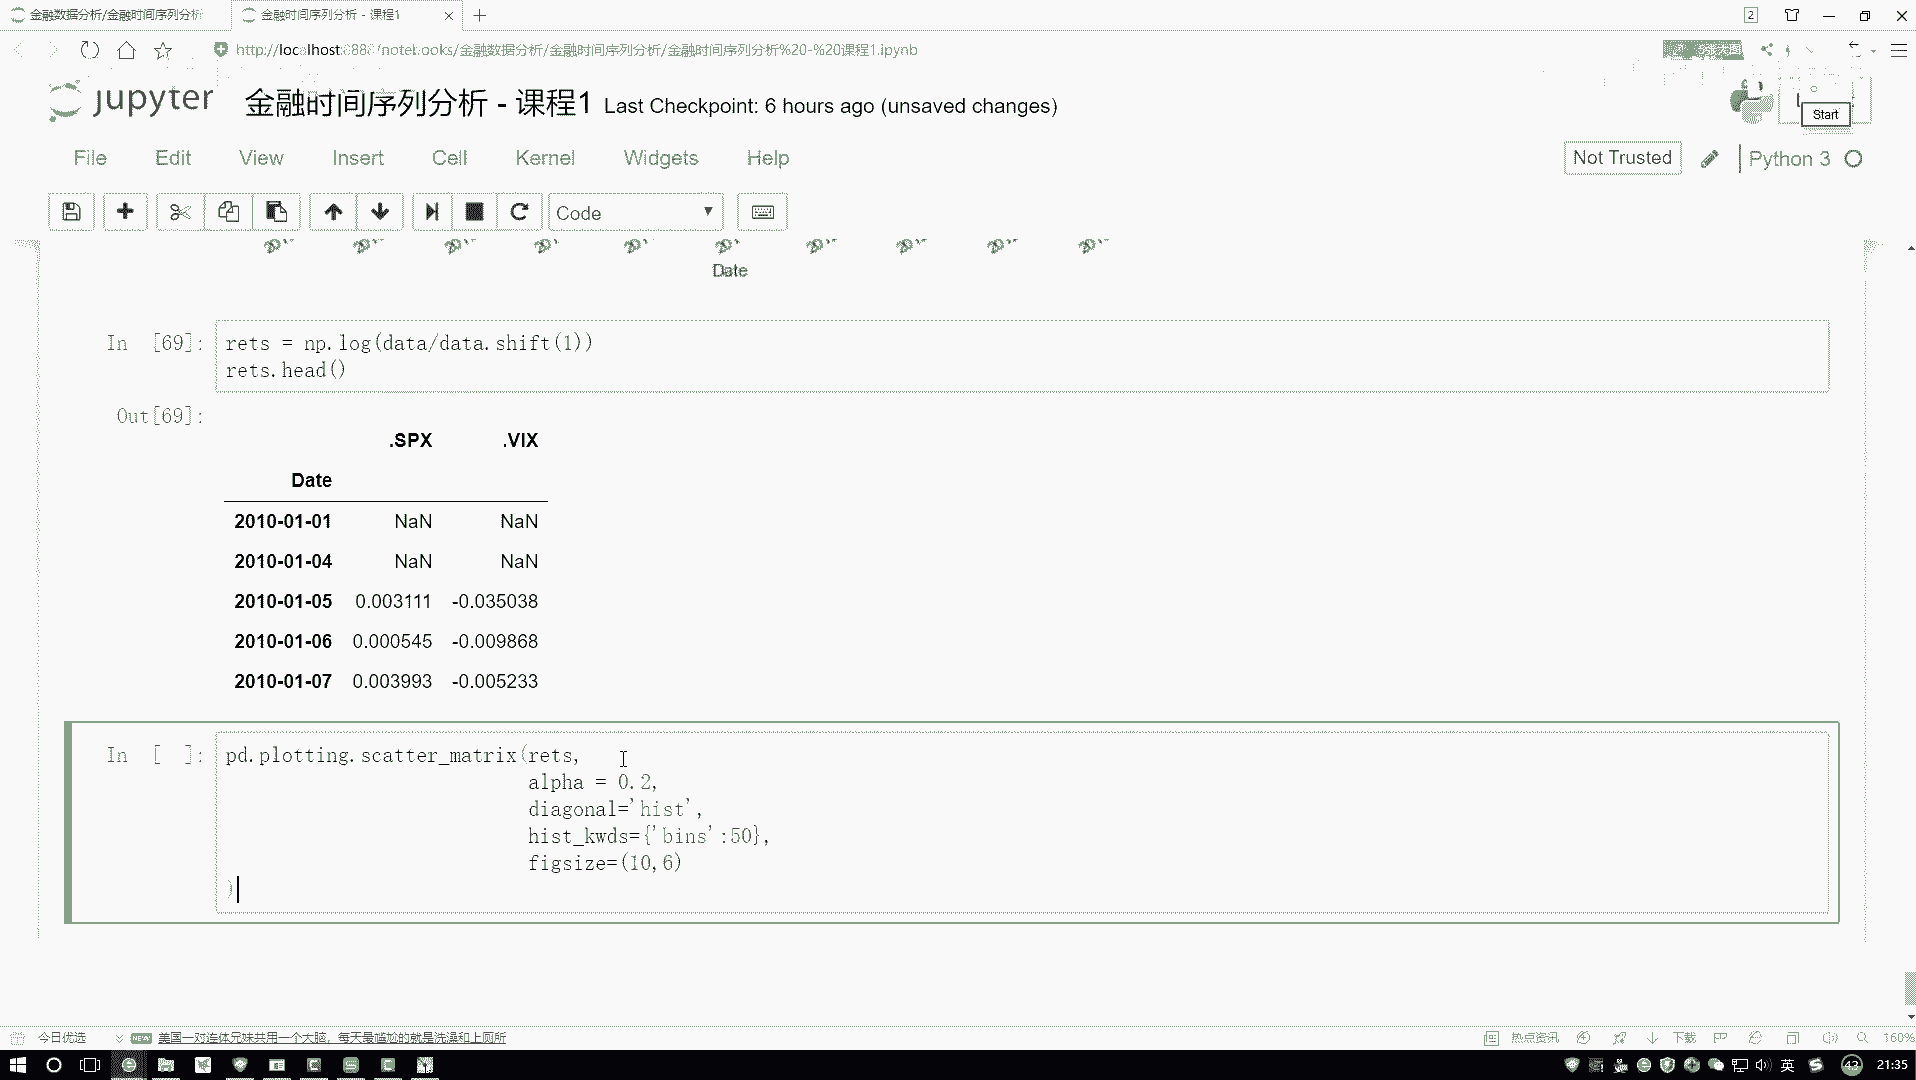 金融数据分析/金融时间序列分析
金融时间序列分析 - 课程1
2
http://localhost:8888/notebooks/金融数据分析/金融时间序列分析/金融时间序列分析%20-%20课程1.ipynb
jupyter
金融时间序列分析 - 课程1
Last Checkpoint: 6 hours ago (unsaved changes)
Start
File
Edit
View
Insert
Cell
Kernel
Widgets
Help
Not Trusted
Python 3
Code
Date
In [69]:
rets = np.log(data/data.shift(1))
rets.head()
Out[69]:
.SPX .VIX
Date
2010-01-01 NaN NaN
2010-01-04 NaN NaN
2010-01-05 0.003111 -0.035038
2010-01-06 0.000545 -0.009868
2010-01-07 0.003993 -0.005233
In [ ]:
pd.plotting.scatter_matrix(rets,
alpha = 0.2,
diagonal='hist',
hist_kwds={'bins':50},
figsize=(10,6)
)
今日优选
NEW
美国一对连体兄妹共用一个大脑，每天最尴尬的就是洗澡和上厕所
热点资讯
下载
160%
英
43
21:35